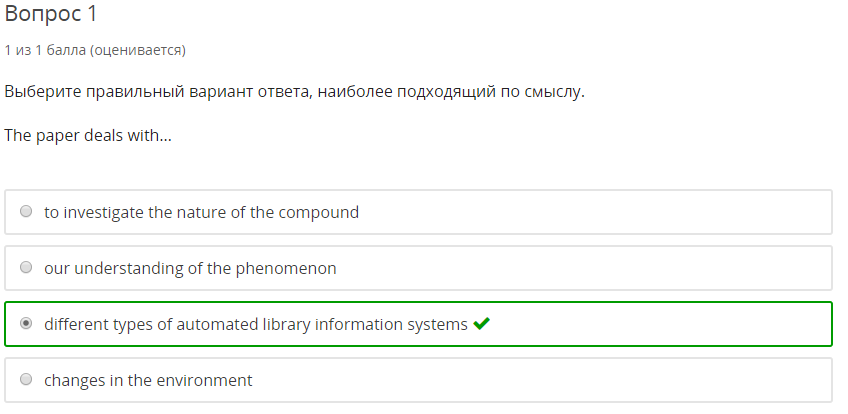 Вопрос 1
1 из 1 балла (оценивается)
Выберите правильный вариант ответа, наиболее подходящий по смыслу.
The paper deals with...
to investigate the nature of the compound
our understanding of the phenomenon
different types of automated library information systems
changes in the environment